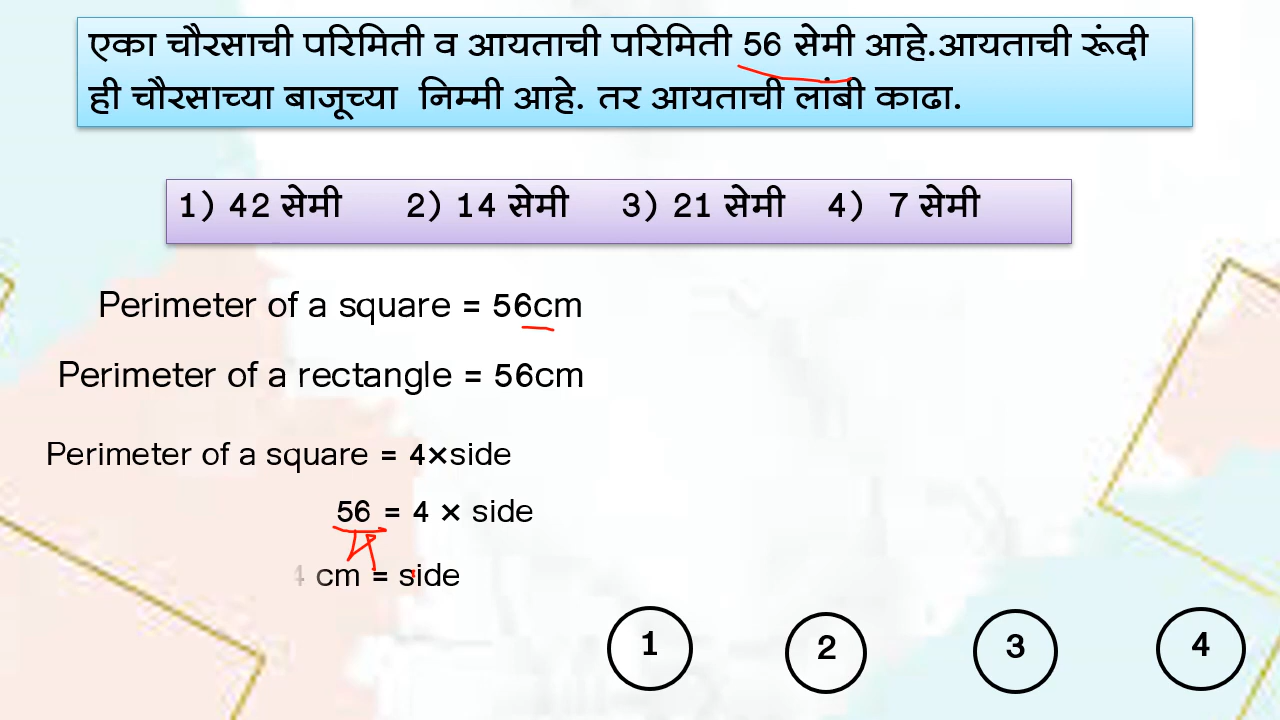 एका चौरसाची परिमिती व आयताची परिमिती 56 सेमी आहे.आयताची रूंदी
ही चौरसाच्या बाजूच्या निम्मी आहे. तर आयताची लांबी काढा.
1) 42 सेमी 2) 14 सेमी 3) 21 सेमी 4) 7 सेमी
Perimeter of a square = 56cm
Perimeter of a rectangle = 56cm
Perimeter of a square = 4×side
56 = 4 × side
4 cm = side
1 2 3 4